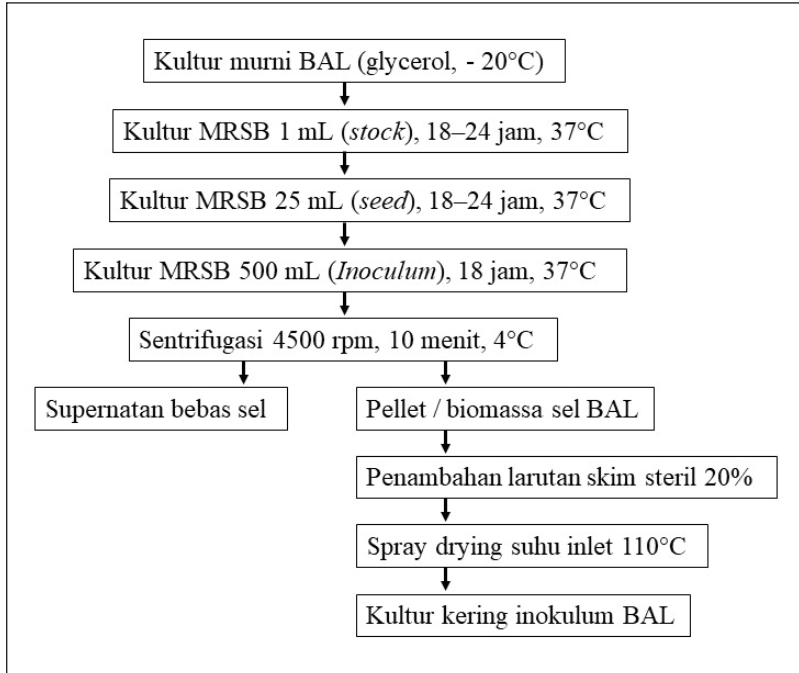 Kultur murni BAL (glycerol, - 20°C)
Kultur MRSB 1 mL (stock), 18–24 jam, 37°C
Kultur MRSB 25 mL (seed), 18–24 jam, 37°C
Kultur MRSB 500 mL (Inoculum), 18 jam, 37°C
Sentrifugasi 4500 rpm, 10 menit, 4°C
Supernatan bebas sel
Pellet / biomassa sel BAL
Penambahan larutan skim steril 20%
Spray drying suhu inlet 110°C
Kultur kering inokulum BAL